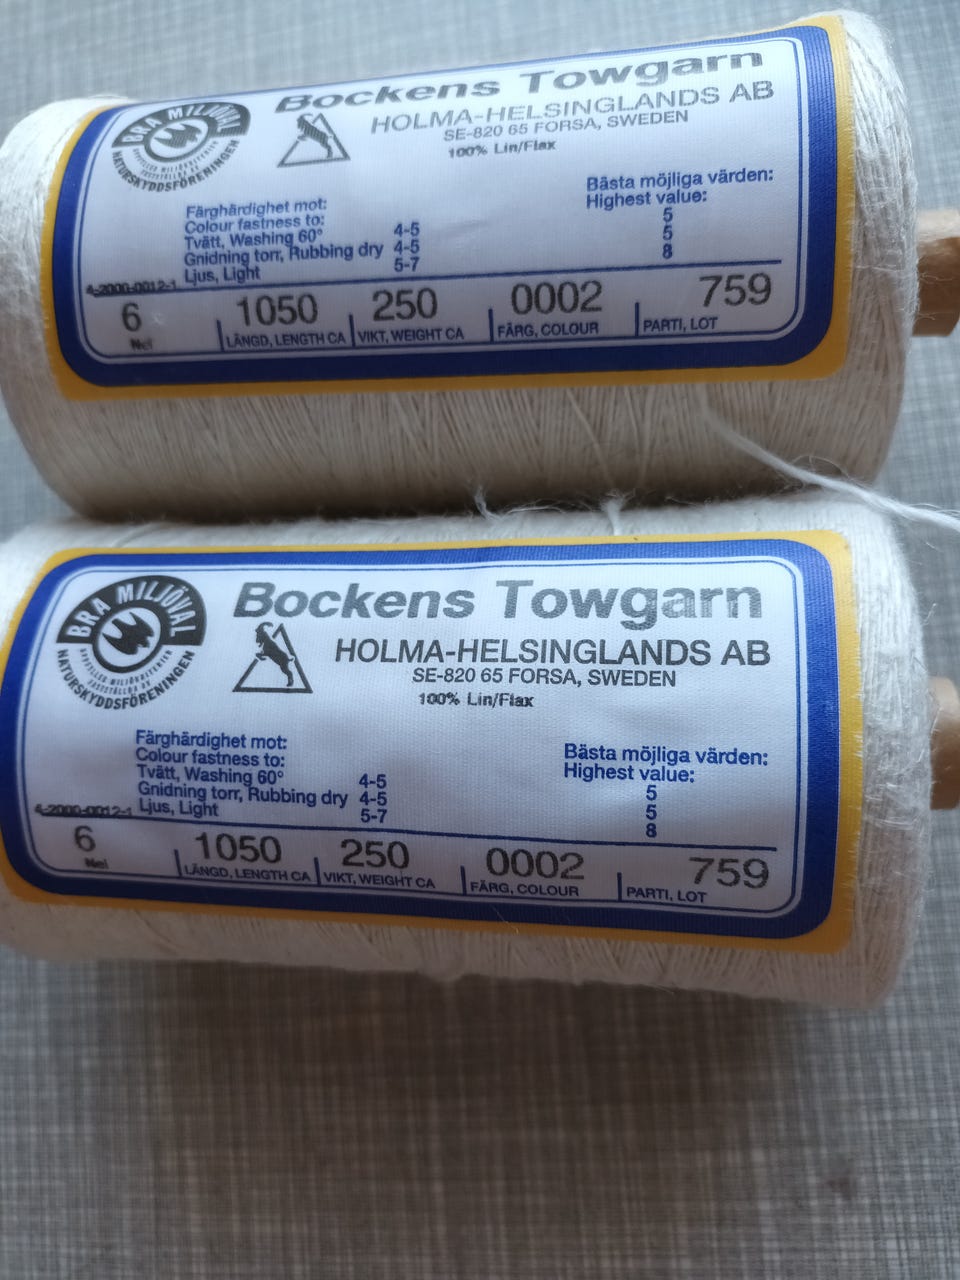 Bockens Towgarn
HOLMA-HELSINGLANDS AB
SE-820 65 FORSA, SWEDEN
100% Lin/Flax
BRA MILJÖVAL
NATURSKYDDSFÖRENINGEN
Färghärdighet mot:
Colour fastness to:
Tvätt, Washing 60° 4-5
Gnidning torr, Rubbing dry 4-5
Ljus, Light 5-7
Bästa möjliga värden:
Highest value:
5
5
8
4-2000-0012-1
6 1050 250 0002 759
Nel LÄNGD, LENGTH CA VIKT, WEIGHT CA FÄRG, COLOUR PARTI, LOT
Bockens Towgarn
HOLMA-HELSINGLANDS AB
SE-820 65 FORSA, SWEDEN
100% Lin/Flax
BRA MILJÖVAL
NATURSKYDDSFÖRENINGEN
Färghärdighet mot:
Colour fastness to:
Tvätt, Washing 60° 4-5
Gnidning torr, Rubbing dry 4-5
Ljus, Light 5-7
Bästa möjliga värden:
Highest value:
5
5
8
4-2000-0012-1
6 1050 250 0002 759
Nel LÄNGD, LENGTH CA VIKT, WEIGHT CA FÄRG, COLOUR PARTI, LOT